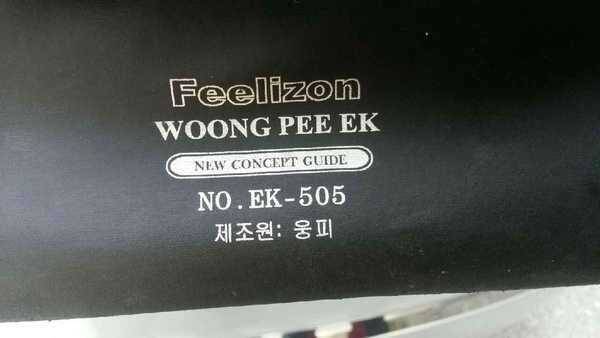 Feelizon
WOONG PEE EK
NEW CONCEPT GUIDE
NO.EK-505
제조원: 웅피